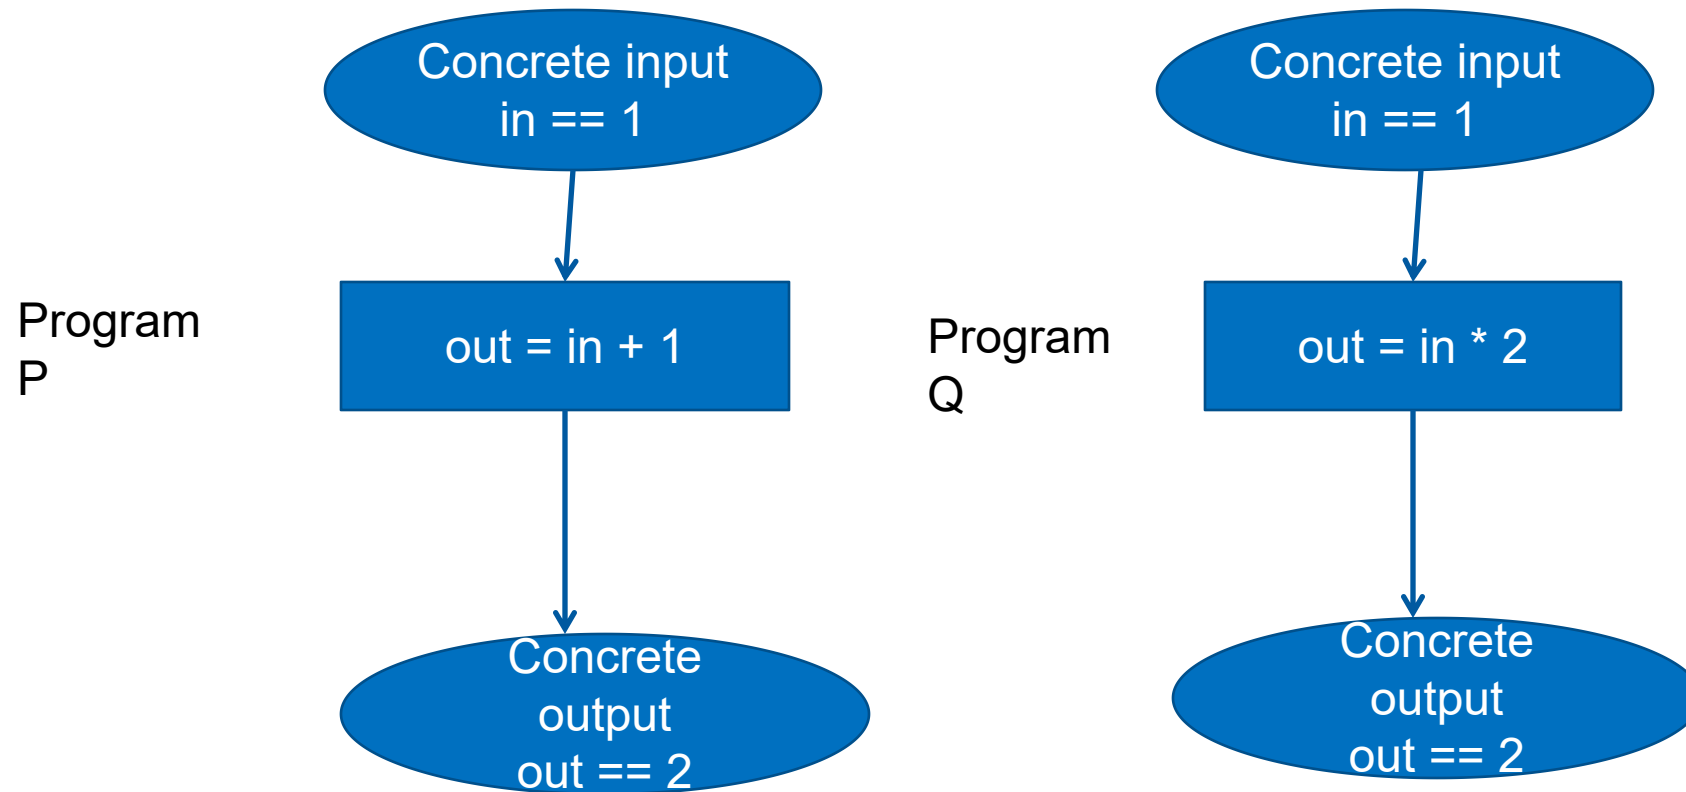 Concrete input
in == 1
Program
P
out = in + 1
Concrete
output
out == 2
Concrete input
in == 1
Program
Q
out = in * 2
Concrete
output
out == 2